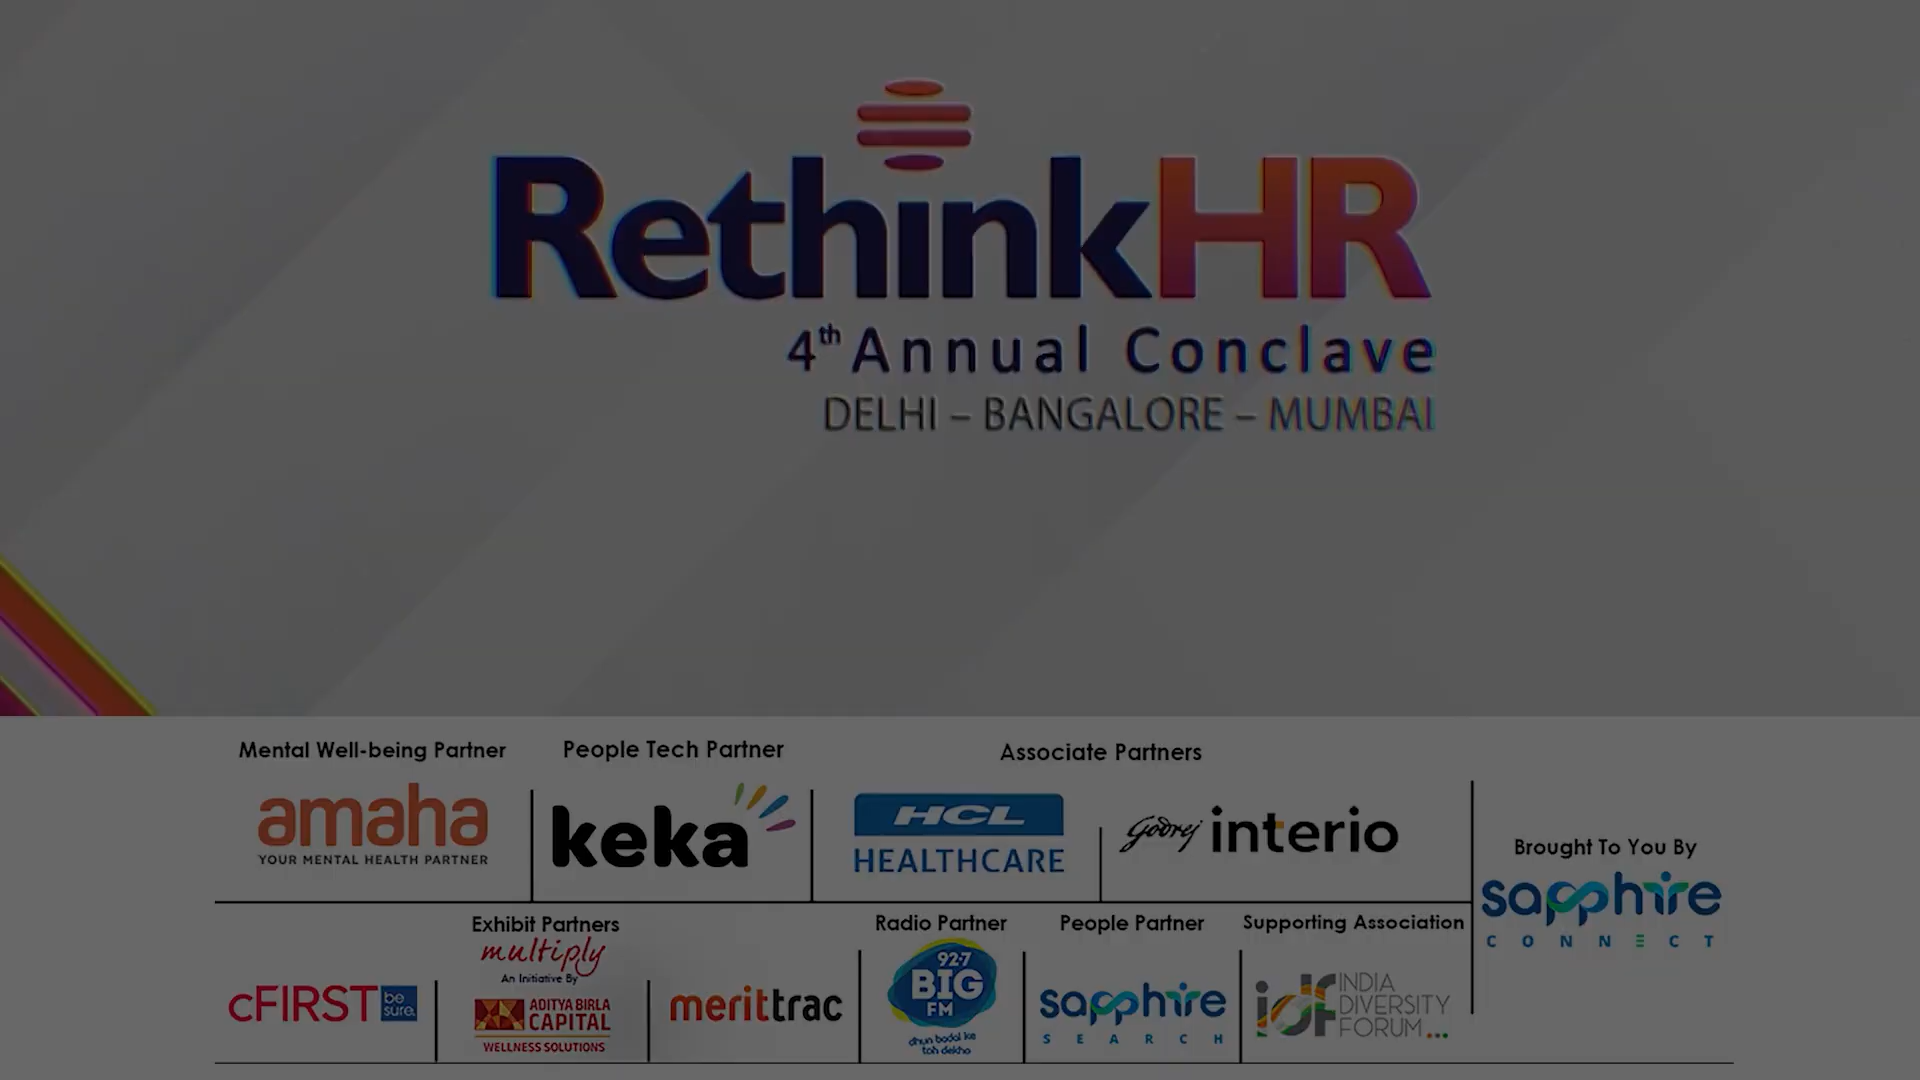 RethinkHR
4th Annual Conclave
DELHI – BANGALORE – MUMBAI
Mental Well-being Partner
amaha
YOUR MENTAL HEALTH PARTNER
People Tech Partner
keka
Associate Partners
HCL
HEALTHCARE
Godrej interio
Exhibit Partners
cFIRST be sure.
multiply
An Initiative By
ADITYA BIRLA
CAPITAL
WELLNESS SOLUTIONS
merittrac
Radio Partner
92.7
BIG
FM
dhun badal ke
toh dekho
People Partner
sapphire
SEARCH
Supporting Association
idf INDIA
DIVERSITY
FORUM...
Brought To You By
sapphire
CONNECT